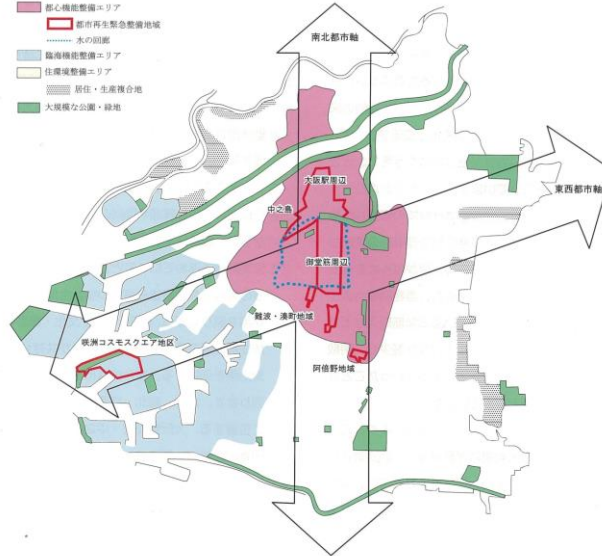 都心機能整備エリア
都市再生緊急整備地域
水の回廊
臨海機能整備エリア
住環境整備エリア
居住・生産複合地
大規模な公園・緑地
南北都市軸
東西都市軸
大阪駅周辺
中之島
御堂筋周辺
難波・湊町地域
咲洲コスモスクエア地区
阿倍野地域